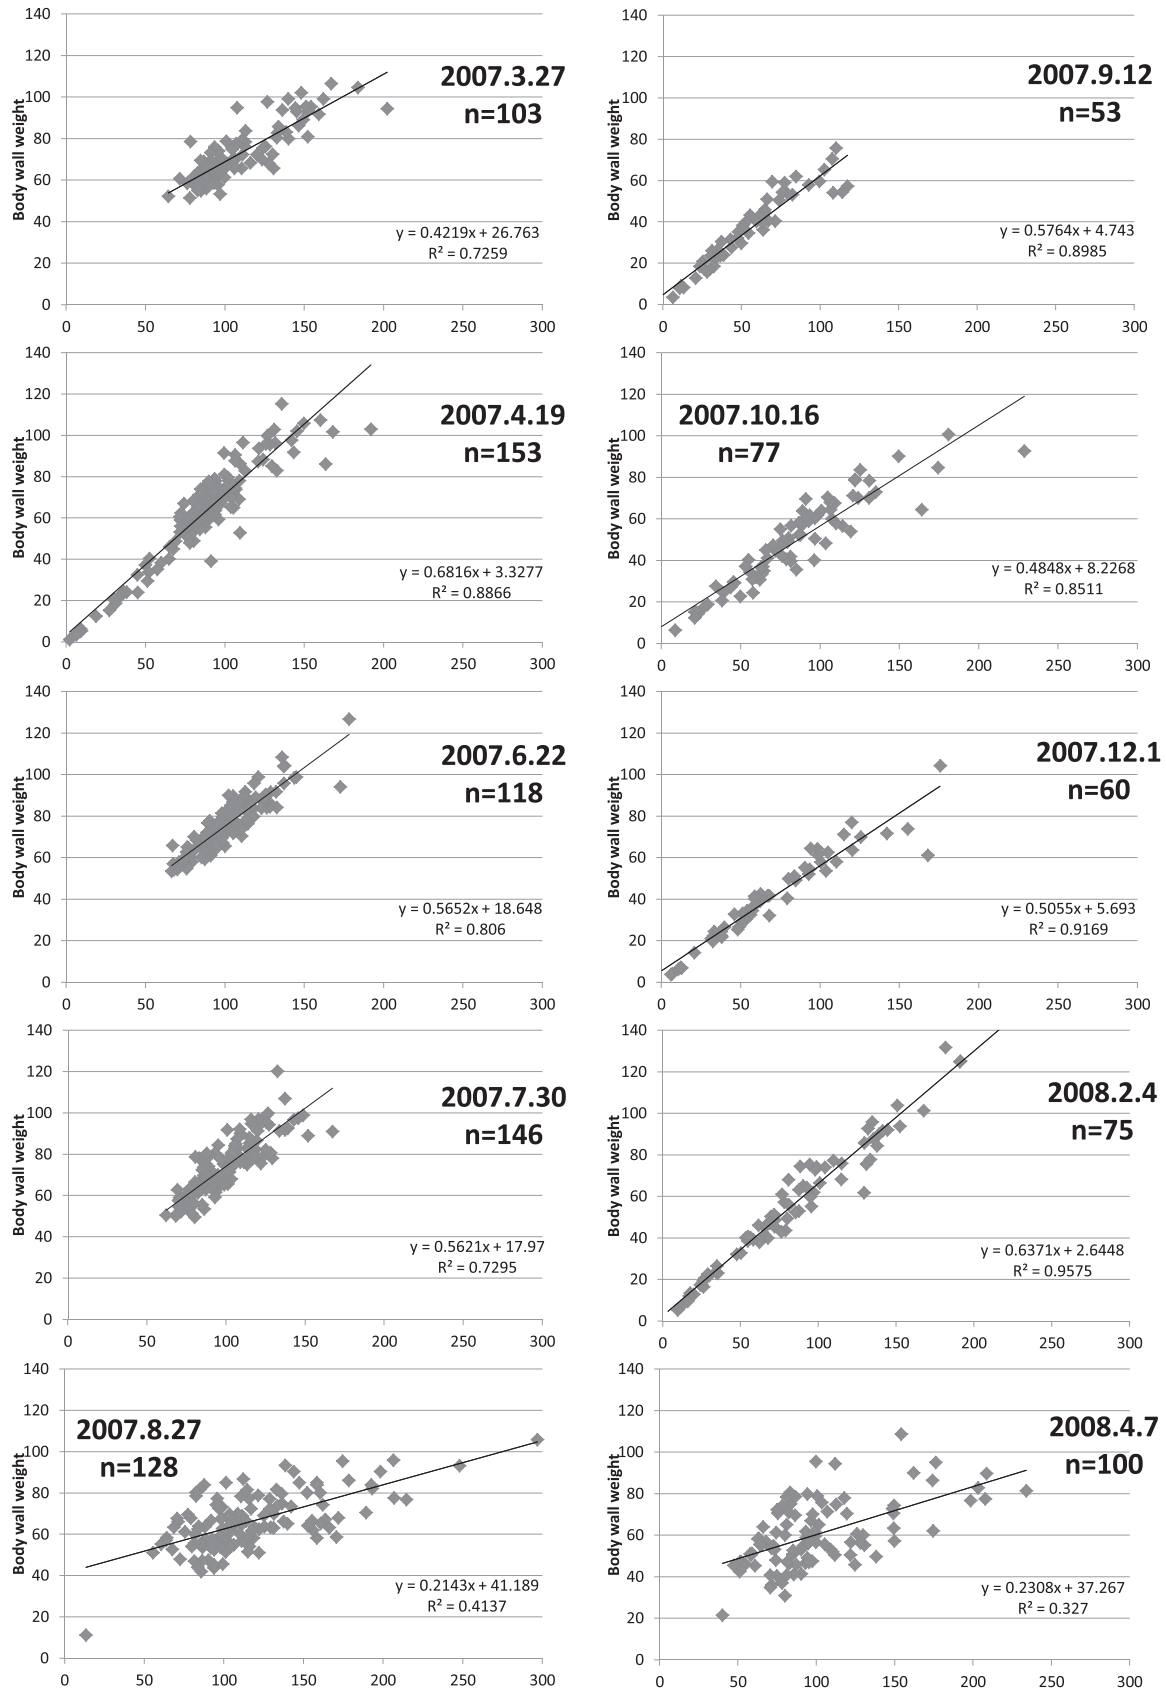 140
120
100
80
60
40
20
0
Body wall weight
2007.3.27
n=103
y = 0.4219x + 26.763
R² = 0.7259
0 50 100 150 200 250 300
140
120
100
80
60
40
20
0
Body wall weight
2007.9.12
n=53
y = 0.5764x + 4.743
R² = 0.8985
0 50 100 150 200 250 300
140
120
100
80
60
40
20
0
Body wall weight
2007.4.19
n=153
y = 0.6816x + 3.3277
R² = 0.8866
0 50 100 150 200 250 300
140
120
100
80
60
40
20
0
Body wall weight
2007.10.16
n=77
y = 0.4848x + 8.2268
R² = 0.8511
0 50 100 150 200 250 300
140
120
100
80
60
40
20
0
Body wall weight
2007.6.22
n=118
y = 0.5652x + 18.648
R² = 0.806
0 50 100 150 200 250 300
140
120
100
80
60
40
20
0
Body wall weight
2007.12.1
n=60
y = 0.5055x + 5.693
R² = 0.9169
0 50 100 150 200 250 300
140
120
100
80
60
40
20
0
Body wall weight
2007.7.30
n=146
y = 0.5621x + 17.97
R² = 0.7295
0 50 100 150 200 250 300
140
120
100
80
60
40
20
0
Body wall weight
2008.2.4
n=75
y = 0.6371x + 2.6448
R² = 0.9575
0 50 100 150 200 250 300
140
120
100
80
60
40
20
0
Body wall weight
2007.8.27
n=128
y = 0.2143x + 41.189
R² = 0.4137
0 50 100 150 200 250 300
140
120
100
80
60
40
20
0
Body wall weight
2008.4.7
n=100
y = 0.2308x + 37.267
R² = 0.327
0 50 100 150 200 250 300